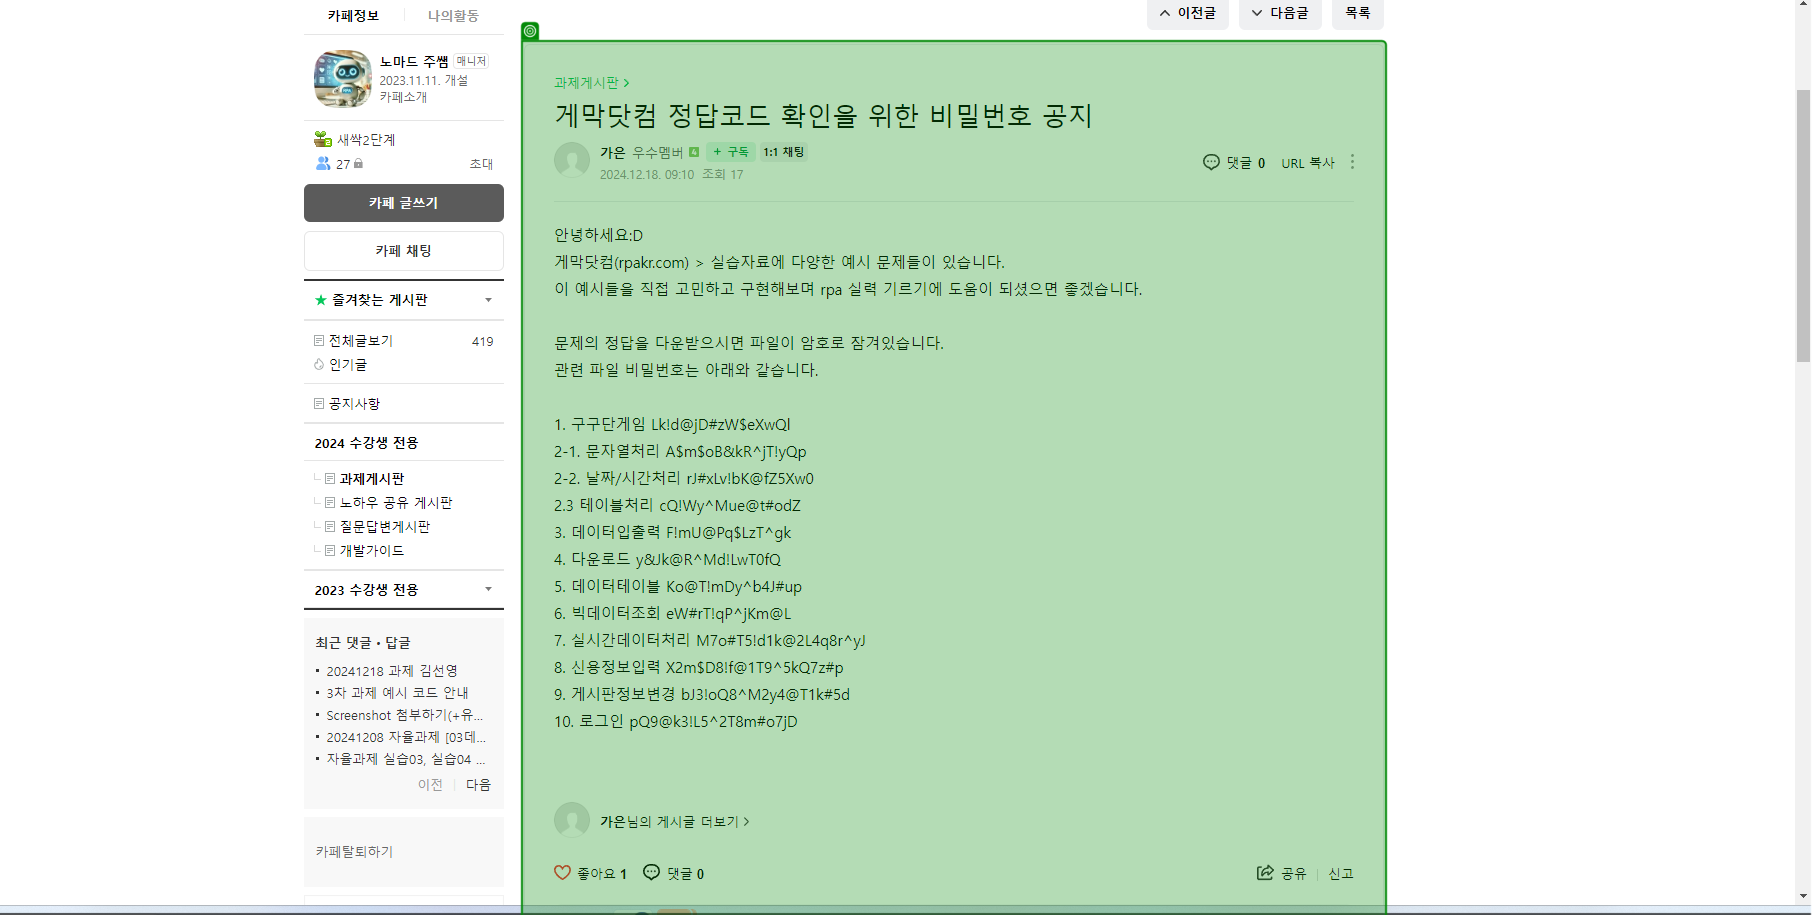 카페정보 나의활동
노마드 주쌤 매니저
2023.11.11. 개설
카페소개
새싹2단계
27 초대
카페 글쓰기
카페 채팅
즐겨찾는 게시판
전체글보기 419
인기글
공지사항
2024 수강생 전용
과제게시판
노하우 공유 게시판
질문답변게시판
개발가이드
2023 수강생 전용
최근 댓글・답글
20241218 과제 김선영
3차 과제 예시 코드 안내
Screenshot 첨부하기(+유...
20241208 자율과제 [03데...
자율과제 실습03, 실습04 ...
이전 다음
카페탈퇴하기
이전글 다음글 목록
과제게시판 >
게막닷컴 정답코드 확인을 위한 비밀번호 공지
가은 우수멤버 + 구독 1:1 채팅
2024.12.18. 09:10 조회 17
댓글 0 URL 복사
안녕하세요:D
게막닷컴(rpakr.com) > 실습자료에 다양한 예시 문제들이 있습니다.
이 예시들을 직접 고민하고 구현해보며 rpa 실력 기르기에 도움이 되셨으면 좋겠습니다.
문제의 정답을 다운받으시면 파일이 암호로 잠겨있습니다.
관련 파일 비밀번호는 아래와 같습니다.
1. 구구단게임 Lk!d@jD#zW$eXwQl
2-1. 문자열처리 A$m$oB&kR^jT!yQp
2-2. 날짜/시간처리 rJ#xLv!bK@fZ5Xw0
2.3 테이블처리 cQ!Wy^Mue@t#odZ
3. 데이터입출력 F!mU@Pq$LzT^gk
4. 다운로드 y&Jk@R^Md!LwT0fQ
5. 데이터테이블 Ko@T!mDy^b4J#up
6. 빅데이터조회 eW#rT!qP^jKm@L
7. 실시간데이터처리 M7o#T5!d1k@2L4q8r^yJ
8. 신용정보입력 X2m$D8!f@1T9^5kQ7z#p
9. 게시판정보변경 bJ3!oQ8^M2y4@T1k#5d
10. 로그인 pQ9@k3!L5^2T8m#o7jD
가은님의 게시글 더보기 >
좋아요 1 댓글 0 공유 신고